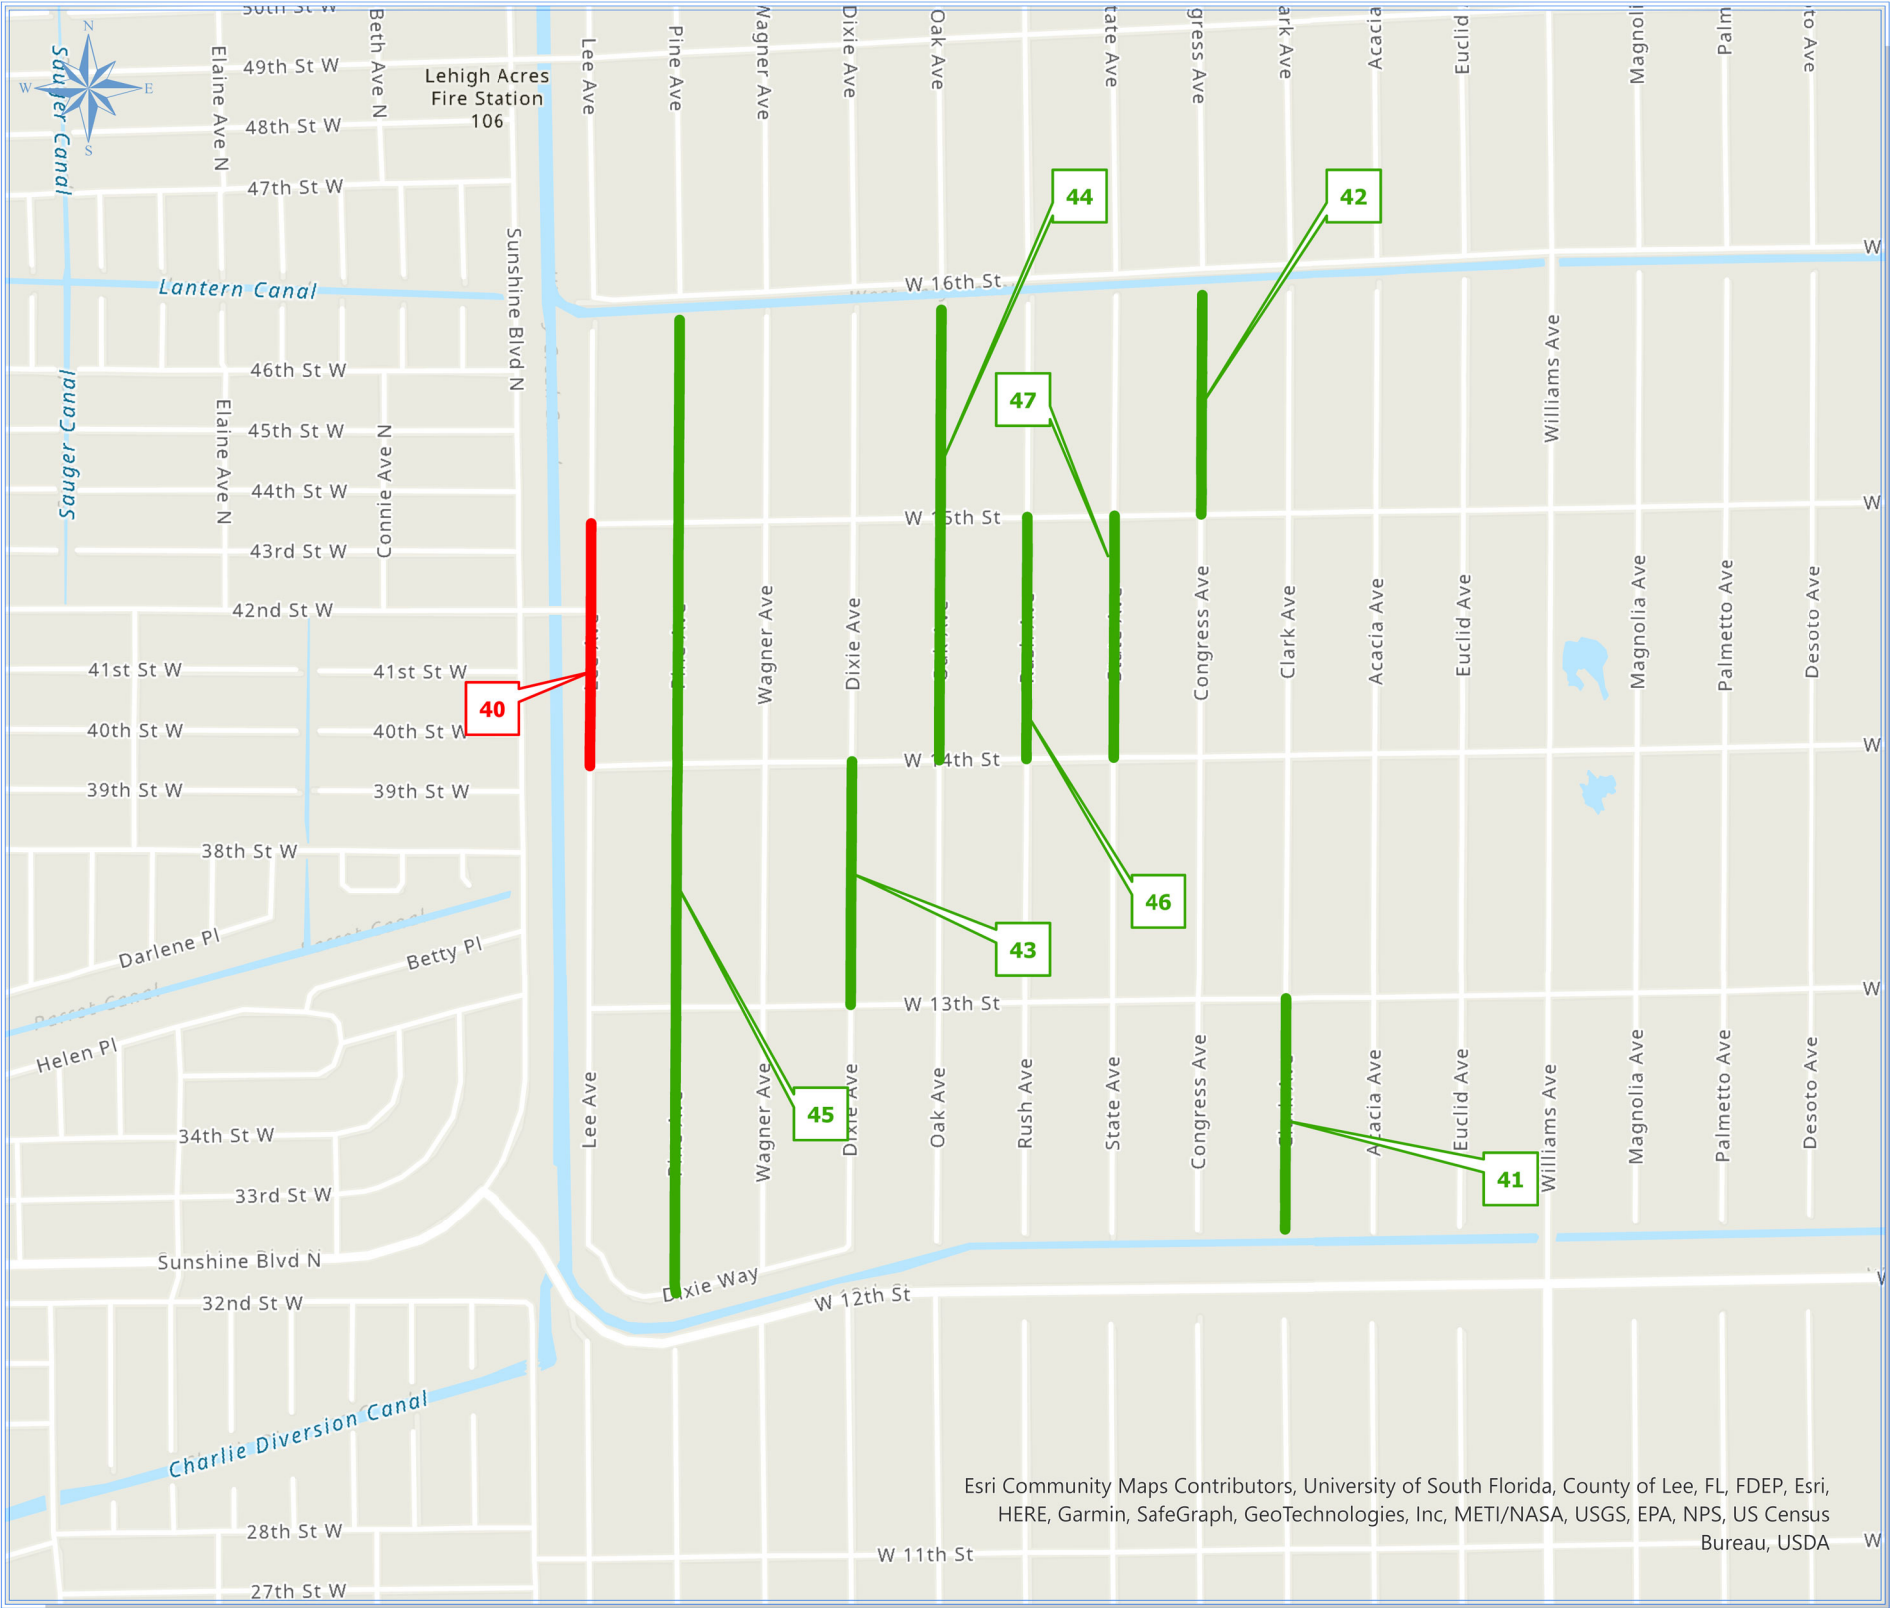 50th St W
49th St W
48th St W
47th St W
Elaine Ave N
Beth Ave N
Sauger Canal
N
W
E
S
Lehigh Acres
Fire Station
106
Lee Ave
Pine Ave
Wagner Ave
Dixie Ave
Oak Ave
tate Ave
gress Ave
ark Ave
Acacia
Euclid
Magnoli
Palm
44
42
Lantern Canal
Sunshine Blvd N
W 16th St
W
46th St W
45th St W
44th St W
43rd St W
42nd St W
Sauger Canal
Elaine Ave N
Connie Ave N
47
Williams Ave
W 15th St
W
41st St W
41st St W
40th St W
40th St W
39th St W
39th St W
38th St W
40
Wagner Ave
Dixie Ave
Congress Ave
Clark Ave
Acacia Ave
Euclid Ave
Magnolia Ave
Palmetto Ave
Desoto Ave
W 14th St
W
46
43
Darlene Pl
Parrot Canal
Betty Pl
Helen Pl
W 13th St
W
Lee Ave
Wagner Ave
Dixie Ave
Oak Ave
Rush Ave
State Ave
Congress Ave
Acacia Ave
Euclid Ave
Williams Ave
Magnolia Ave
Palmetto Ave
Desoto Ave
45
41
34th St W
33rd St W
Sunshine Blvd N
32nd St W
Dixie Way
W 12th St
W
Charlie Diversion Canal
28th St W
27th St W
W 11th St
W
Esri Community Maps Contributors, University of South Florida, County of Lee, FL, FDEP, Esri,
HERE, Garmin, SafeGraph, GeoTechnologies, Inc, METI/NASA, USGS, EPA, NPS, US Census
Bureau, USDA